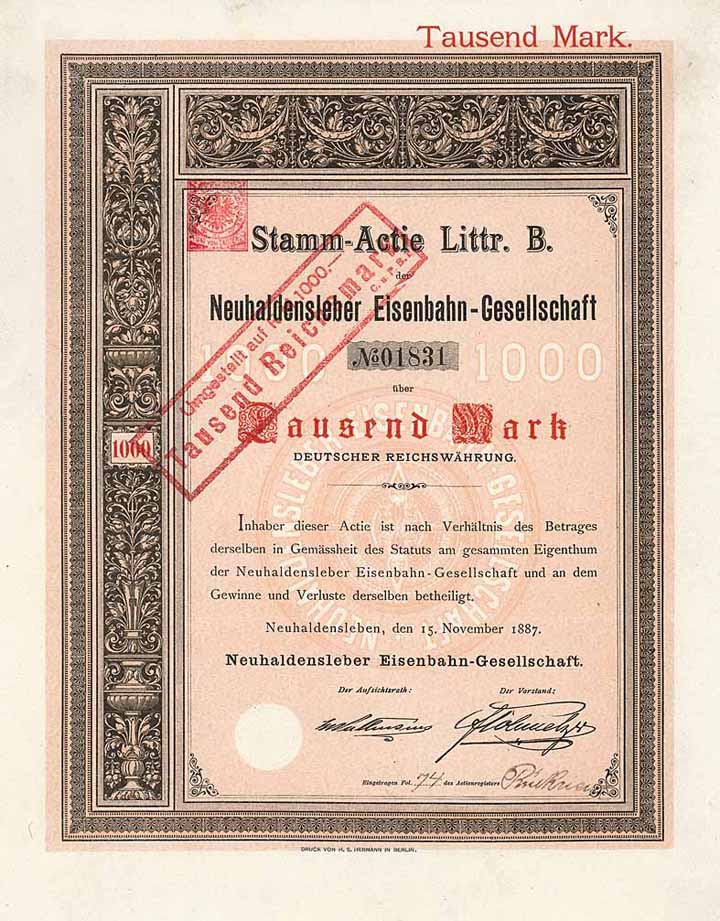 Tausend Mark.
Stamm-Actie Littr. B.
der
Neuhaldensleber Eisenbahn-Gesellschaft
No 01831
1000 1000
über
Tausend Mark
DEUTSCHER REICHSWÄHRUNG.
Umgestellt auf RM 1000.—
Tausend Reichsmark
1000
Inhaber dieser Actie ist nach Verhältnis des Betrages
derselben in Gemässheit des Statuts am gesammten Eigenthum
der Neuhaldensleber Eisenbahn-Gesellschaft und an dem
Gewinne und Verluste derselben betheiligt.
Neuhaldensleben, den 15. November 1887.
Neuhaldensleber Eisenbahn-Gesellschaft.
Der Aufsichtsrath: Der Vorstand:
Eingetragen Fol. 74 des Actienregisters
DRUCK VON H. S. HERMANN IN BERLIN.